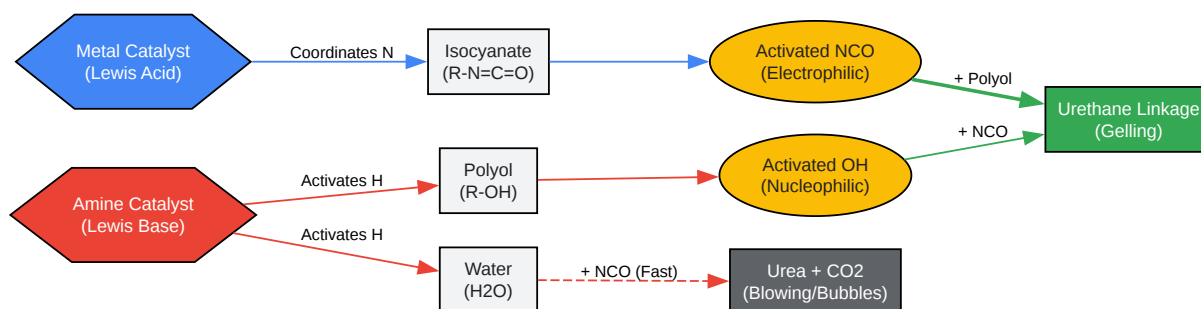 Metal Catalyst
(Lewis Acid)
Coordinates N
Isocyanate
(R-N=C=O)
Activated NCO
(Electrophilic)
+ Polyol
Urethane Linkage
(Gelling)
Amine Catalyst
(Lewis Base)
Activates H
Polyol
(R-OH)
Activated OH
(Nucleophilic)
+ NCO
Activates H
Water
(H2O)
+ NCO (Fast)
Urea + CO2
(Blowing/Bubbles)